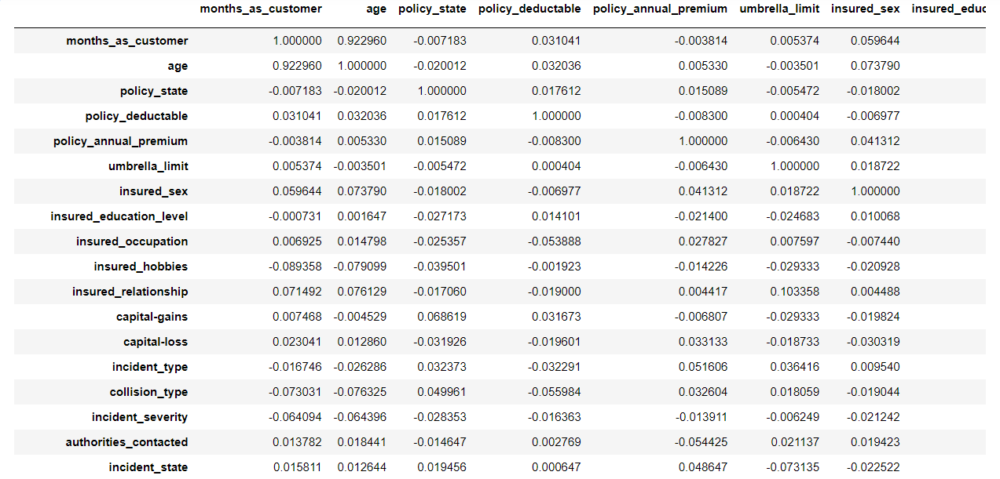 months_as_customer age policy_state policy_deductable policy_annual_premium umbrella_limit insured_sex insured_educ
months_as_customer 1.000000 0.922960 -0.007183 0.031041 -0.003814 0.005374 0.059644
age 0.922960 1.000000 -0.020012 0.032036 0.005330 -0.003501 0.073790
policy_state -0.007183 -0.020012 1.000000 0.017612 0.015089 -0.005472 -0.018002
policy_deductable 0.031041 0.032036 0.017612 1.000000 -0.008300 0.000404 -0.006977
policy_annual_premium -0.003814 0.005330 0.015089 -0.008300 1.000000 -0.006430 0.041312
umbrella_limit 0.005374 -0.003501 -0.005472 0.000404 -0.006430 1.000000 0.018722
insured_sex 0.059644 0.073790 -0.018002 -0.006977 0.041312 0.018722 1.000000
insured_education_level -0.000731 0.001647 -0.027173 0.014101 -0.021400 -0.024683 0.010068
insured_occupation 0.006925 0.014798 -0.025357 -0.053888 0.027827 0.007597 -0.007440
insured_hobbies -0.089358 -0.079099 -0.039501 -0.001923 -0.014226 -0.029333 -0.020928
insured_relationship 0.071492 0.076129 -0.017060 -0.019000 0.004417 0.103358 0.004488
capital-gains 0.007468 -0.004529 0.068619 0.031673 -0.006807 -0.029333 -0.019824
capital-loss 0.023041 0.012860 -0.031926 -0.019601 0.033133 -0.018733 -0.030319
incident_type -0.016746 -0.026286 0.032373 -0.032291 0.051606 0.036416 0.009540
collision_type -0.073031 -0.076325 0.049961 -0.055984 0.032604 0.018059 -0.019044
incident_severity -0.064094 -0.064396 -0.028353 -0.016363 -0.013911 -0.006249 -0.021242
authorities_contacted 0.013782 0.018441 -0.014647 0.002769 -0.054425 0.021137 0.019423
incident_state 0.015811 0.012644 0.019456 0.000647 0.048647 -0.073135 -0.022522